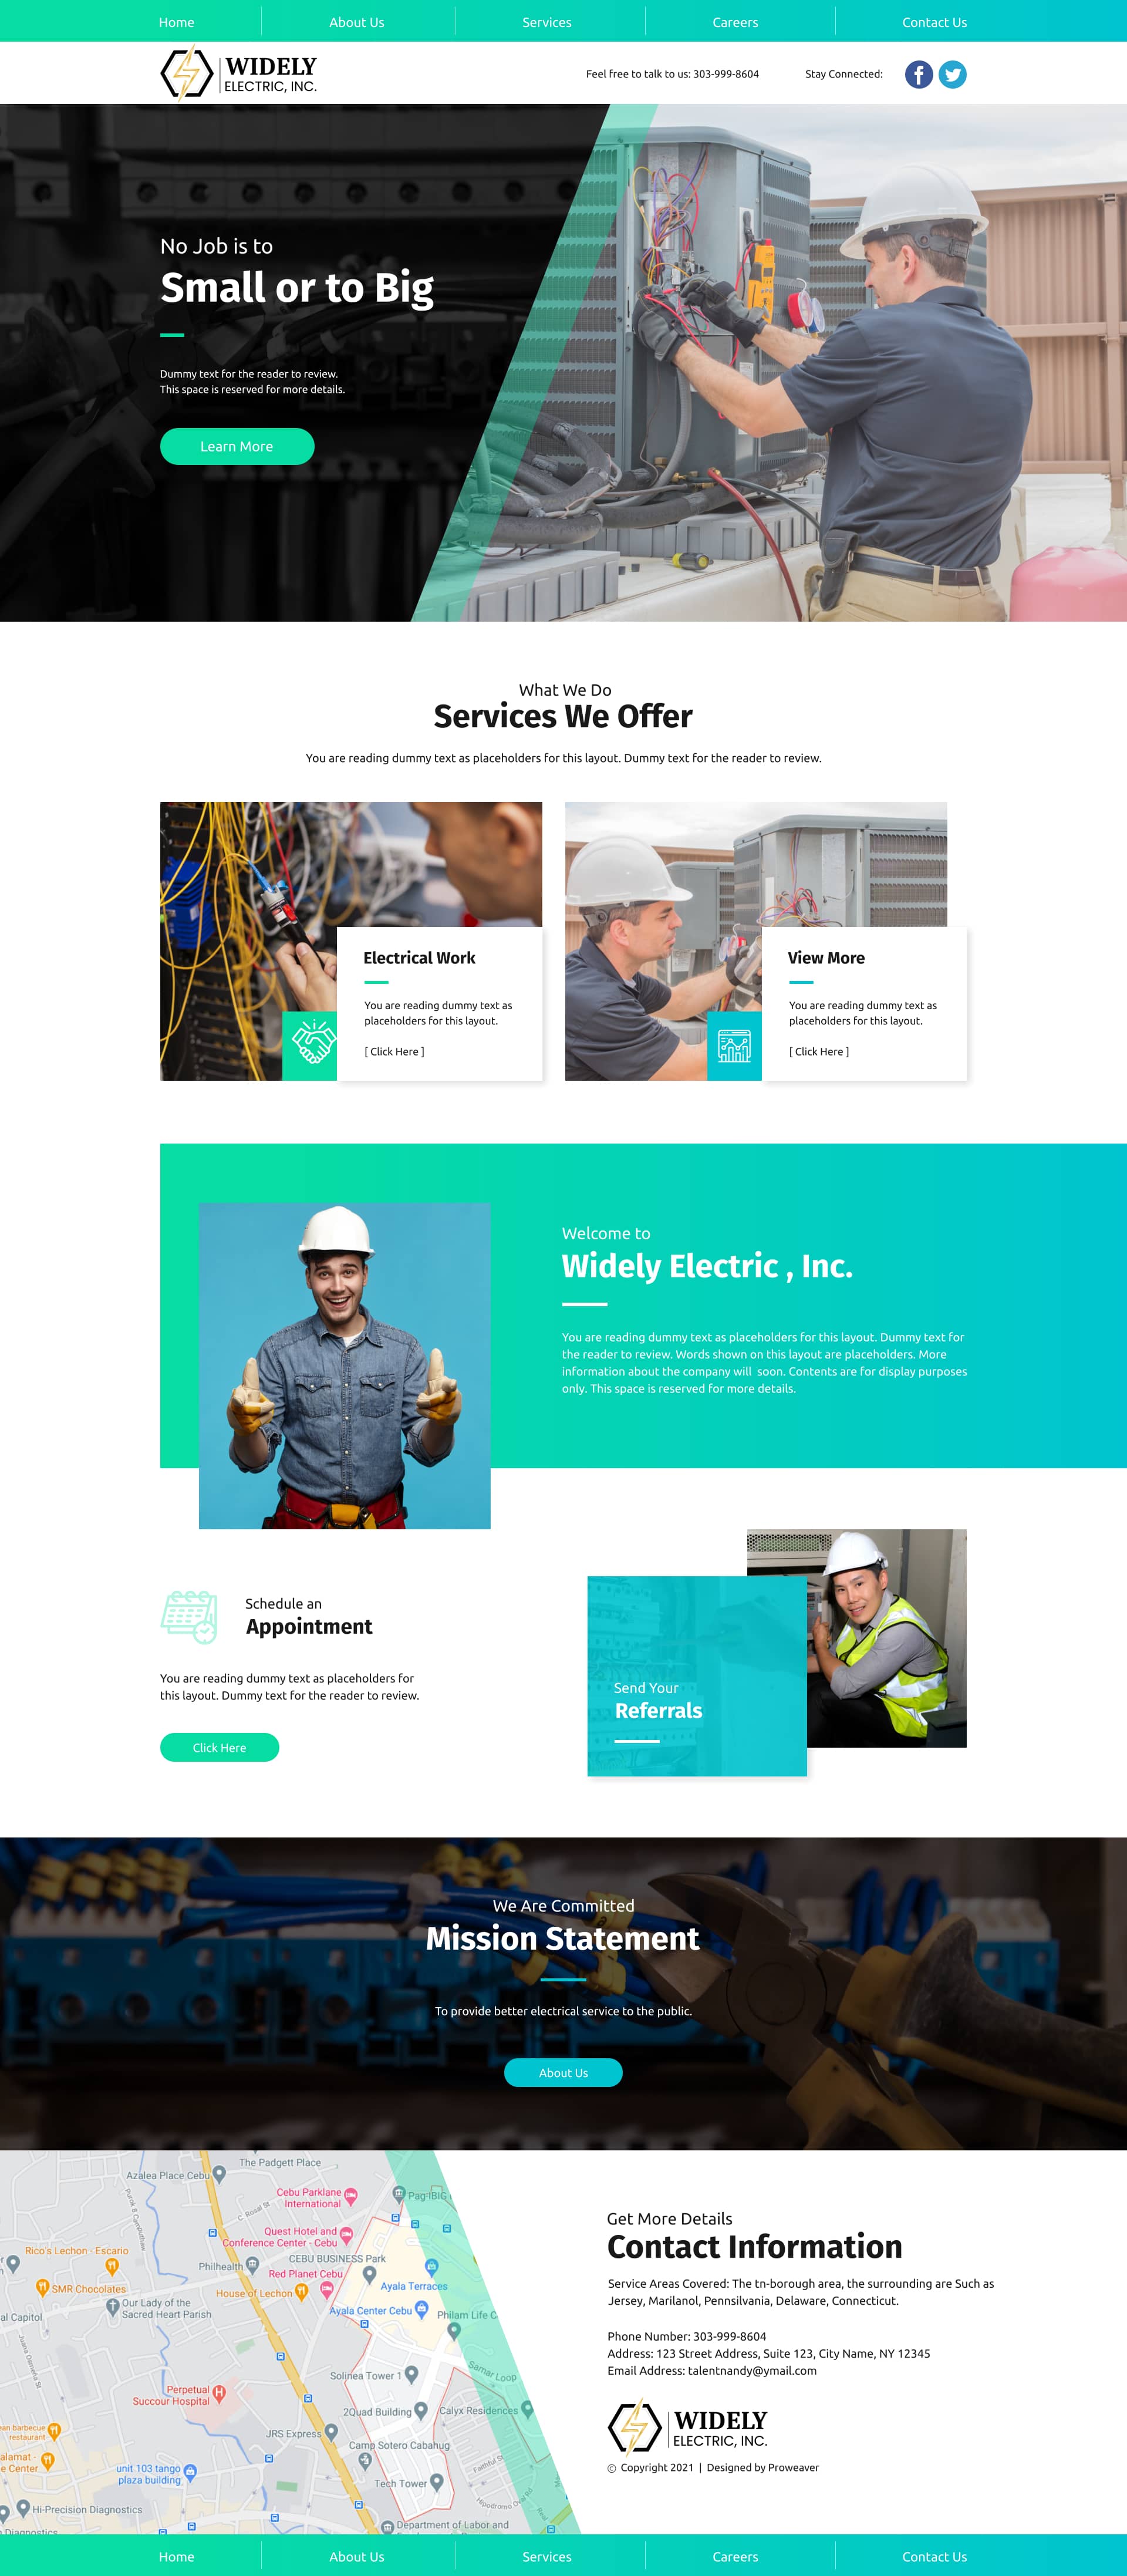 Home
About Us
Services
Careers
Contact Us
WIDELY
ELECTRIC, INC.
Feel free to talk to us: 303-999-8604
Stay Connected:
No Job is to
Small or to Big
Dummy text for the reader to review.
This space is reserved for more details.
Learn More
What We Do
Services We Offer
You are reading dummy text as placeholders for this layout. Dummy text for the reader to review.
Electrical Work
You are reading dummy text as
placeholders for this layout.
[ Click Here ]
View More
You are reading dummy text as
placeholders for this layout.
[ Click Here ]
Welcome to
Widely Electric , Inc.
You are reading dummy text as placeholders for this layout. Dummy text for
the reader to review. Words shown on this layout are placeholders. More
information about the company will  soon. Contents are for display purposes
only. This space is reserved for more details.
Schedule an
Appointment
You are reading dummy text as placeholders for
this layout. Dummy text for the reader to review.
Click Here
Send Your
Referrals
We Are Committed
Mission Statement
To provide better electrical service to the public.
About Us
The Padgett Place
Azalea Place Cebu
Cebu Parklane
International
Pag-IBIG
C. Rosal St
Quest Hotel and
Conference Center - Cebu
Rico's Lechon - Escario
CEBU BUSINESS Park
Philhealth
Red Planet Cebu
Ayala Terraces
SMR Chocolates
House of Lechon
Our Lady of the
Sacred Heart Parish
Ayala Center Cebu
Philam Life C
al Capitol
Samar Loop
Solinea Tower 1
Perpetual
Succour Hospital
2Quad Building
Calyx Residences
an barbecue
restaurant
JRS Express
Camp Sotero Cabahug
alamat -
e Center
unit 103 tango
plaza building
Tech Tower
Hi-Precision Diagnostics
Department of Labor and
Diagnostics
Get More Details
Contact Information
Service Areas Covered: The tn-borough area, the surrounding are Such as
Jersey, Marilanol, Pennsilvania, Delaware, Connecticut.
Phone Number: 303-999-8604
Address: 123 Street Address, Suite 123, City Name, NY 12345
Email Address: talentnandy@ymail.com
WIDELY
ELECTRIC, INC.
© Copyright 2021 | Designed by Proweaver
Home
About Us
Services
Careers
Contact Us